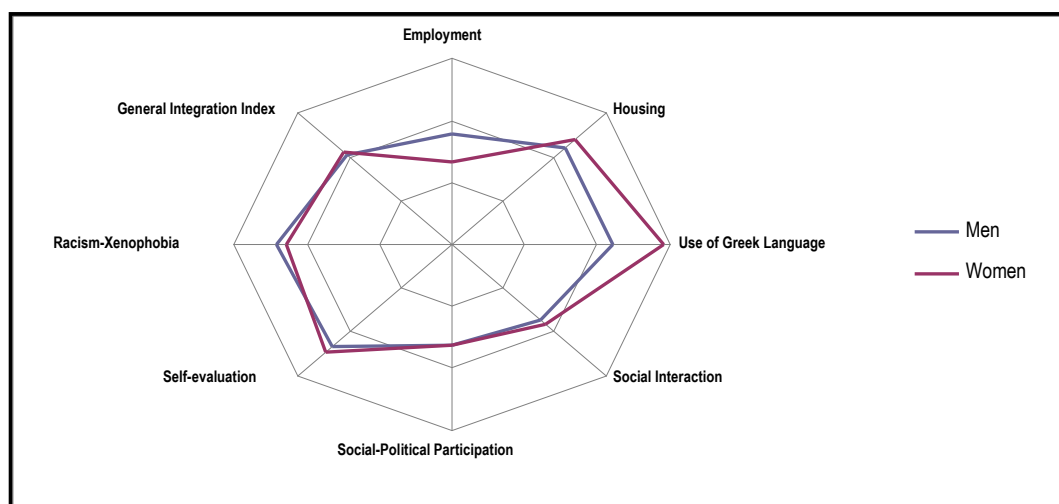 Employment
General Integration Index
Housing
Racism-Xenophobia
Use of Greek Language
Men
Women
Self-evaluation
Social Interaction
Social-Political Participation